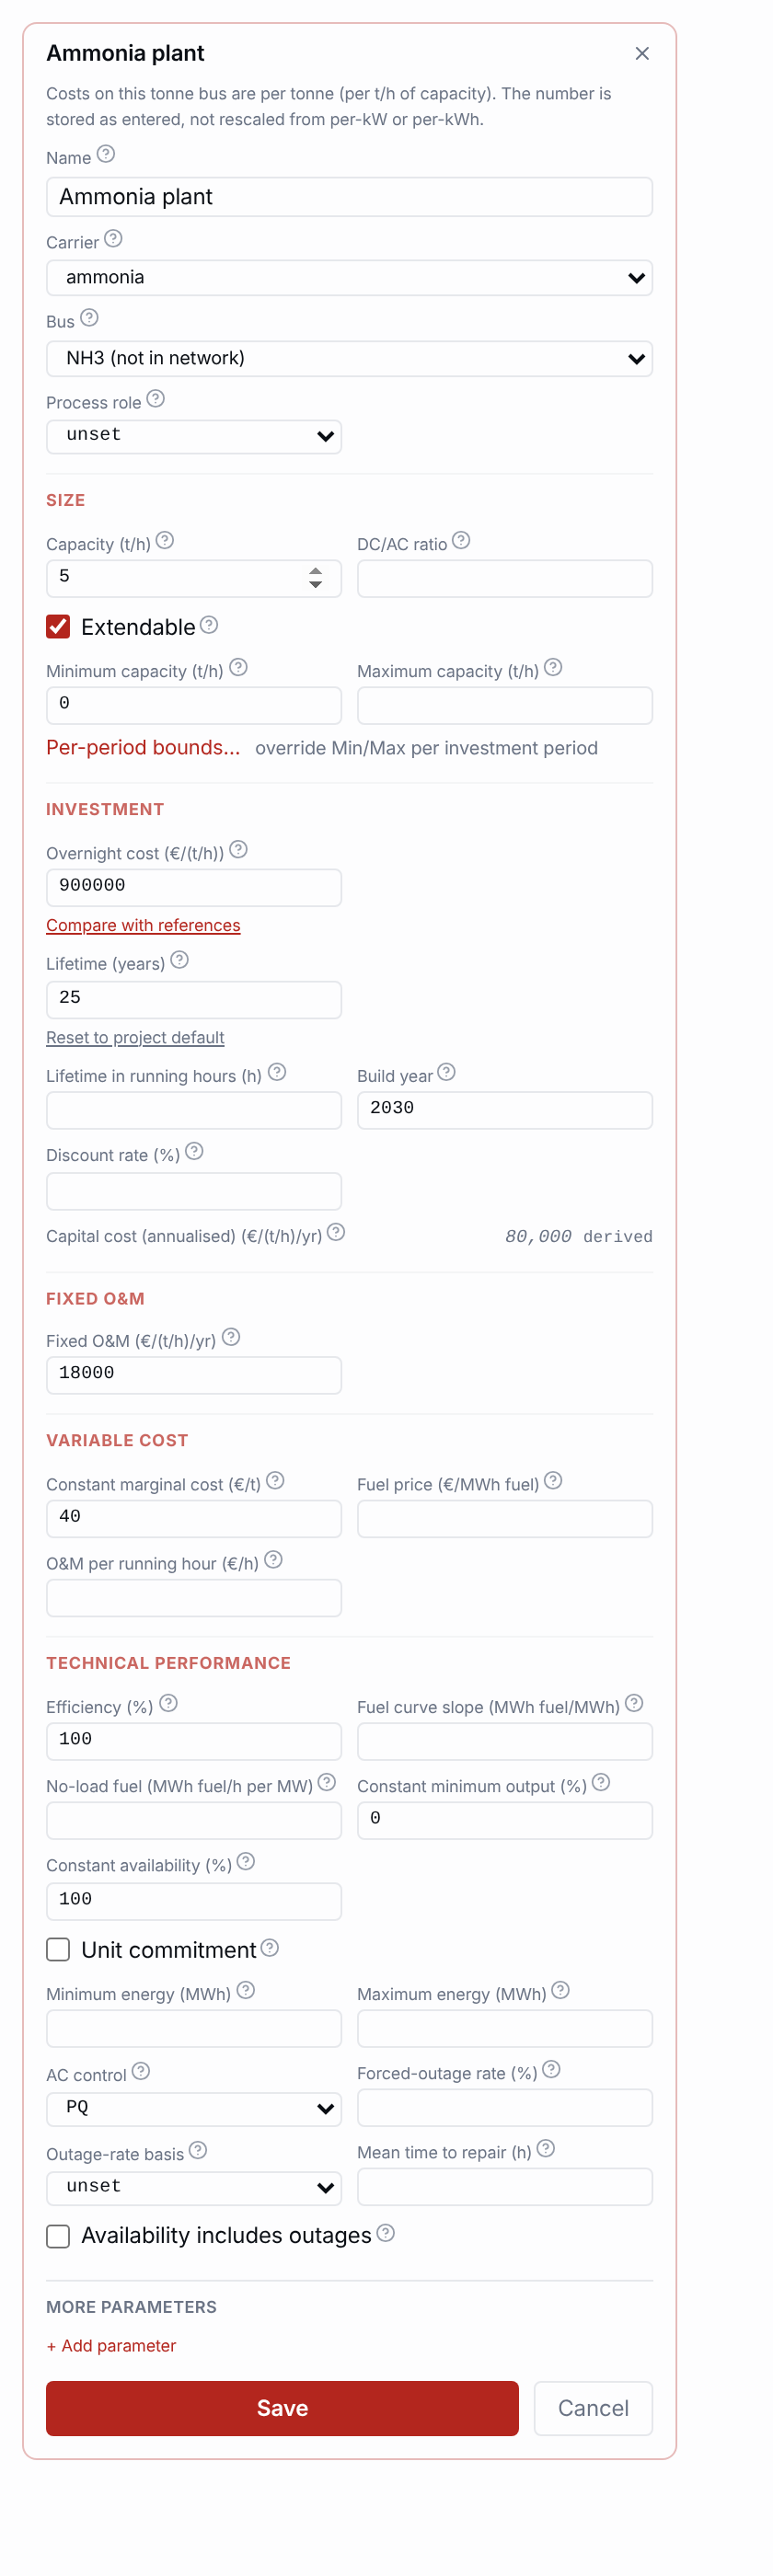 Ammonia plant
Costs on this tonne bus are per tonne (per t/h of capacity). The number is
stored as entered, not rescaled from per-kW or per-kWh.
Name
Ammonia plant
Carrier
ammonia
Bus
NH3 (not in network)
Process role
unset
SIZE
Capacity (t/h) DC/AC ratio
5
Extendable
Minimum capacity (t/h) Maximum capacity (t/h)
0
Per-period bounds... override Min/Max per investment period
INVESTMENT
Overnight cost (€/(t/h))
900000
Compare with references
Lifetime (years)
25
Reset to project default
Lifetime in running hours (h) Build year
2030
Discount rate (%)
Capital cost (annualised) (€/(t/h)/yr) 80,000 derived
FIXED O&M
Fixed O&M (€/(t/h)/yr)
18000
VARIABLE COST
Constant marginal cost (€/t) Fuel price (€/MWh fuel)
40
O&M per running hour (€/h)
TECHNICAL PERFORMANCE
Efficiency (%) Fuel curve slope (MWh fuel/MWh)
100
No-load fuel (MWh fuel/h per MW) Constant minimum output (%)
0
Constant availability (%)
100
Unit commitment
Minimum energy (MWh) Maximum energy (MWh)
AC control Forced-outage rate (%)
PQ
Outage-rate basis Mean time to repair (h)
unset
Availability includes outages
MORE PARAMETERS
+ Add parameter
Save Cancel